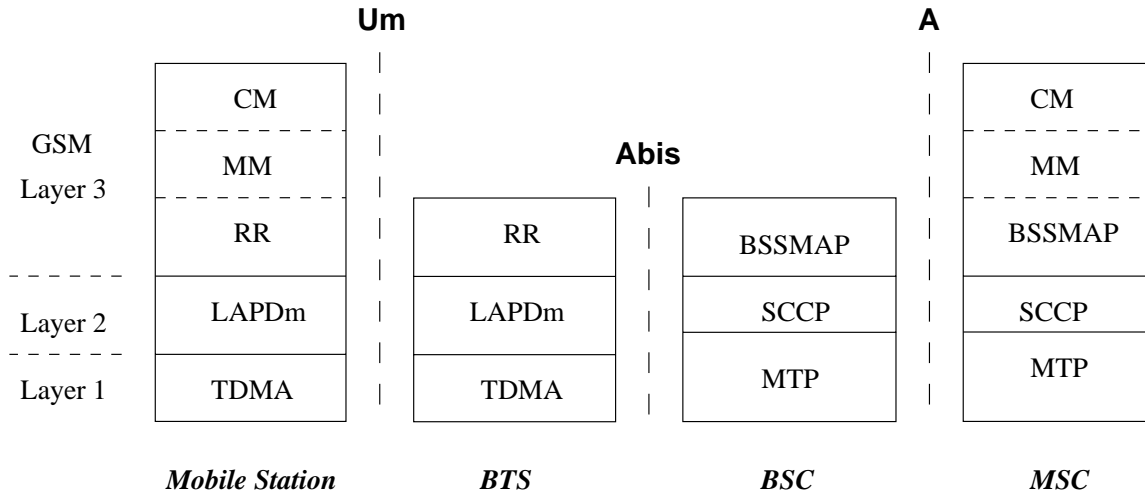 Um
A
CM
CM
GSM
MM
Abis
MM
Layer 3
RR
RR
BSSMAP
BSSMAP
Layer 2
LAPDm
LAPDm
SCCP
SCCP
Layer 1
TDMA
TDMA
MTP
MTP
Mobile Station
BTS
BSC
MSC